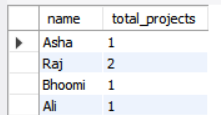 name total_projects
Asha 1
Raj 2
Bhoomi 1
Ali 1